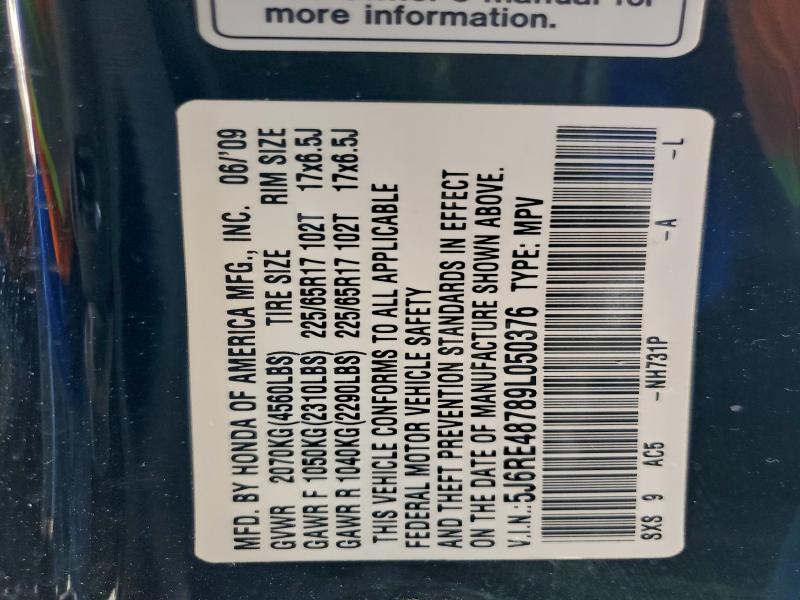 more information.
MFD. BY HONDA OF AMERICA MFG., INC. 06/'09
GVWR 2070KG(4560LBS) TIRE SIZE RIM SIZE
GAWR F 1050KG(2310LBS) 225/65R17 102T 17x6.5J
GAWR R 1040KG(2290LBS) 225/65R17 102T 17x6.5J
THIS VEHICLE CONFORMS TO ALL APPLICABLE
FEDERAL MOTOR VEHICLE SAFETY
AND THEFT PREVENTION STANDARDS IN EFFECT
ON THE DATE OF MANUFACTURE SHOWN ABOVE.
V.I.N.:5J6RE48789L050376 TYPE: MPV
SXS 9 AC5 -NH731P -A -L